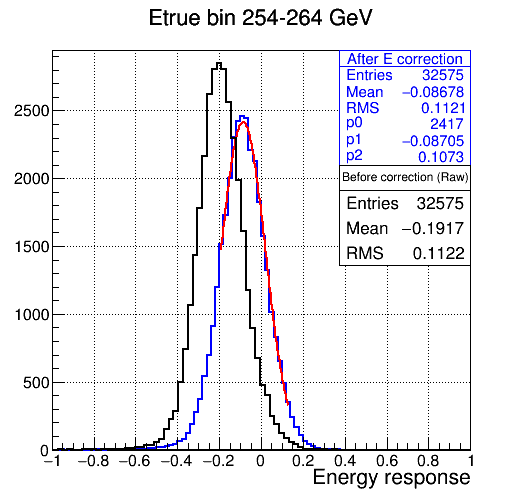 Etrue bin 254-264 GeV
After E correction
Entries 32575
Mean −0.08678
RMS 0.1121
p0 2417
p1 −0.08705
p2 0.1073
Before correction (Raw)
Entries 32575
Mean −0.1917
RMS 0.1122
2500
2000
1500
1000
500
0
−1 −0.8 −0.6 −0.4 −0.2 0 0.2 0.4 0.6 0.8 1
Energy response